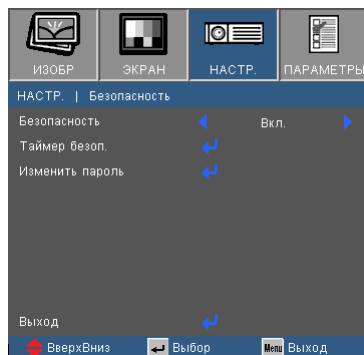 ИЗОБР ЭКРАН НАСТР. ПАРАМЕТРЫ
НАСТР. | Безопасность
Безопасность Вкл.
Таймер безоп.
Изменить пароль
Выход
ВверхВниз Выбор Menu Выход